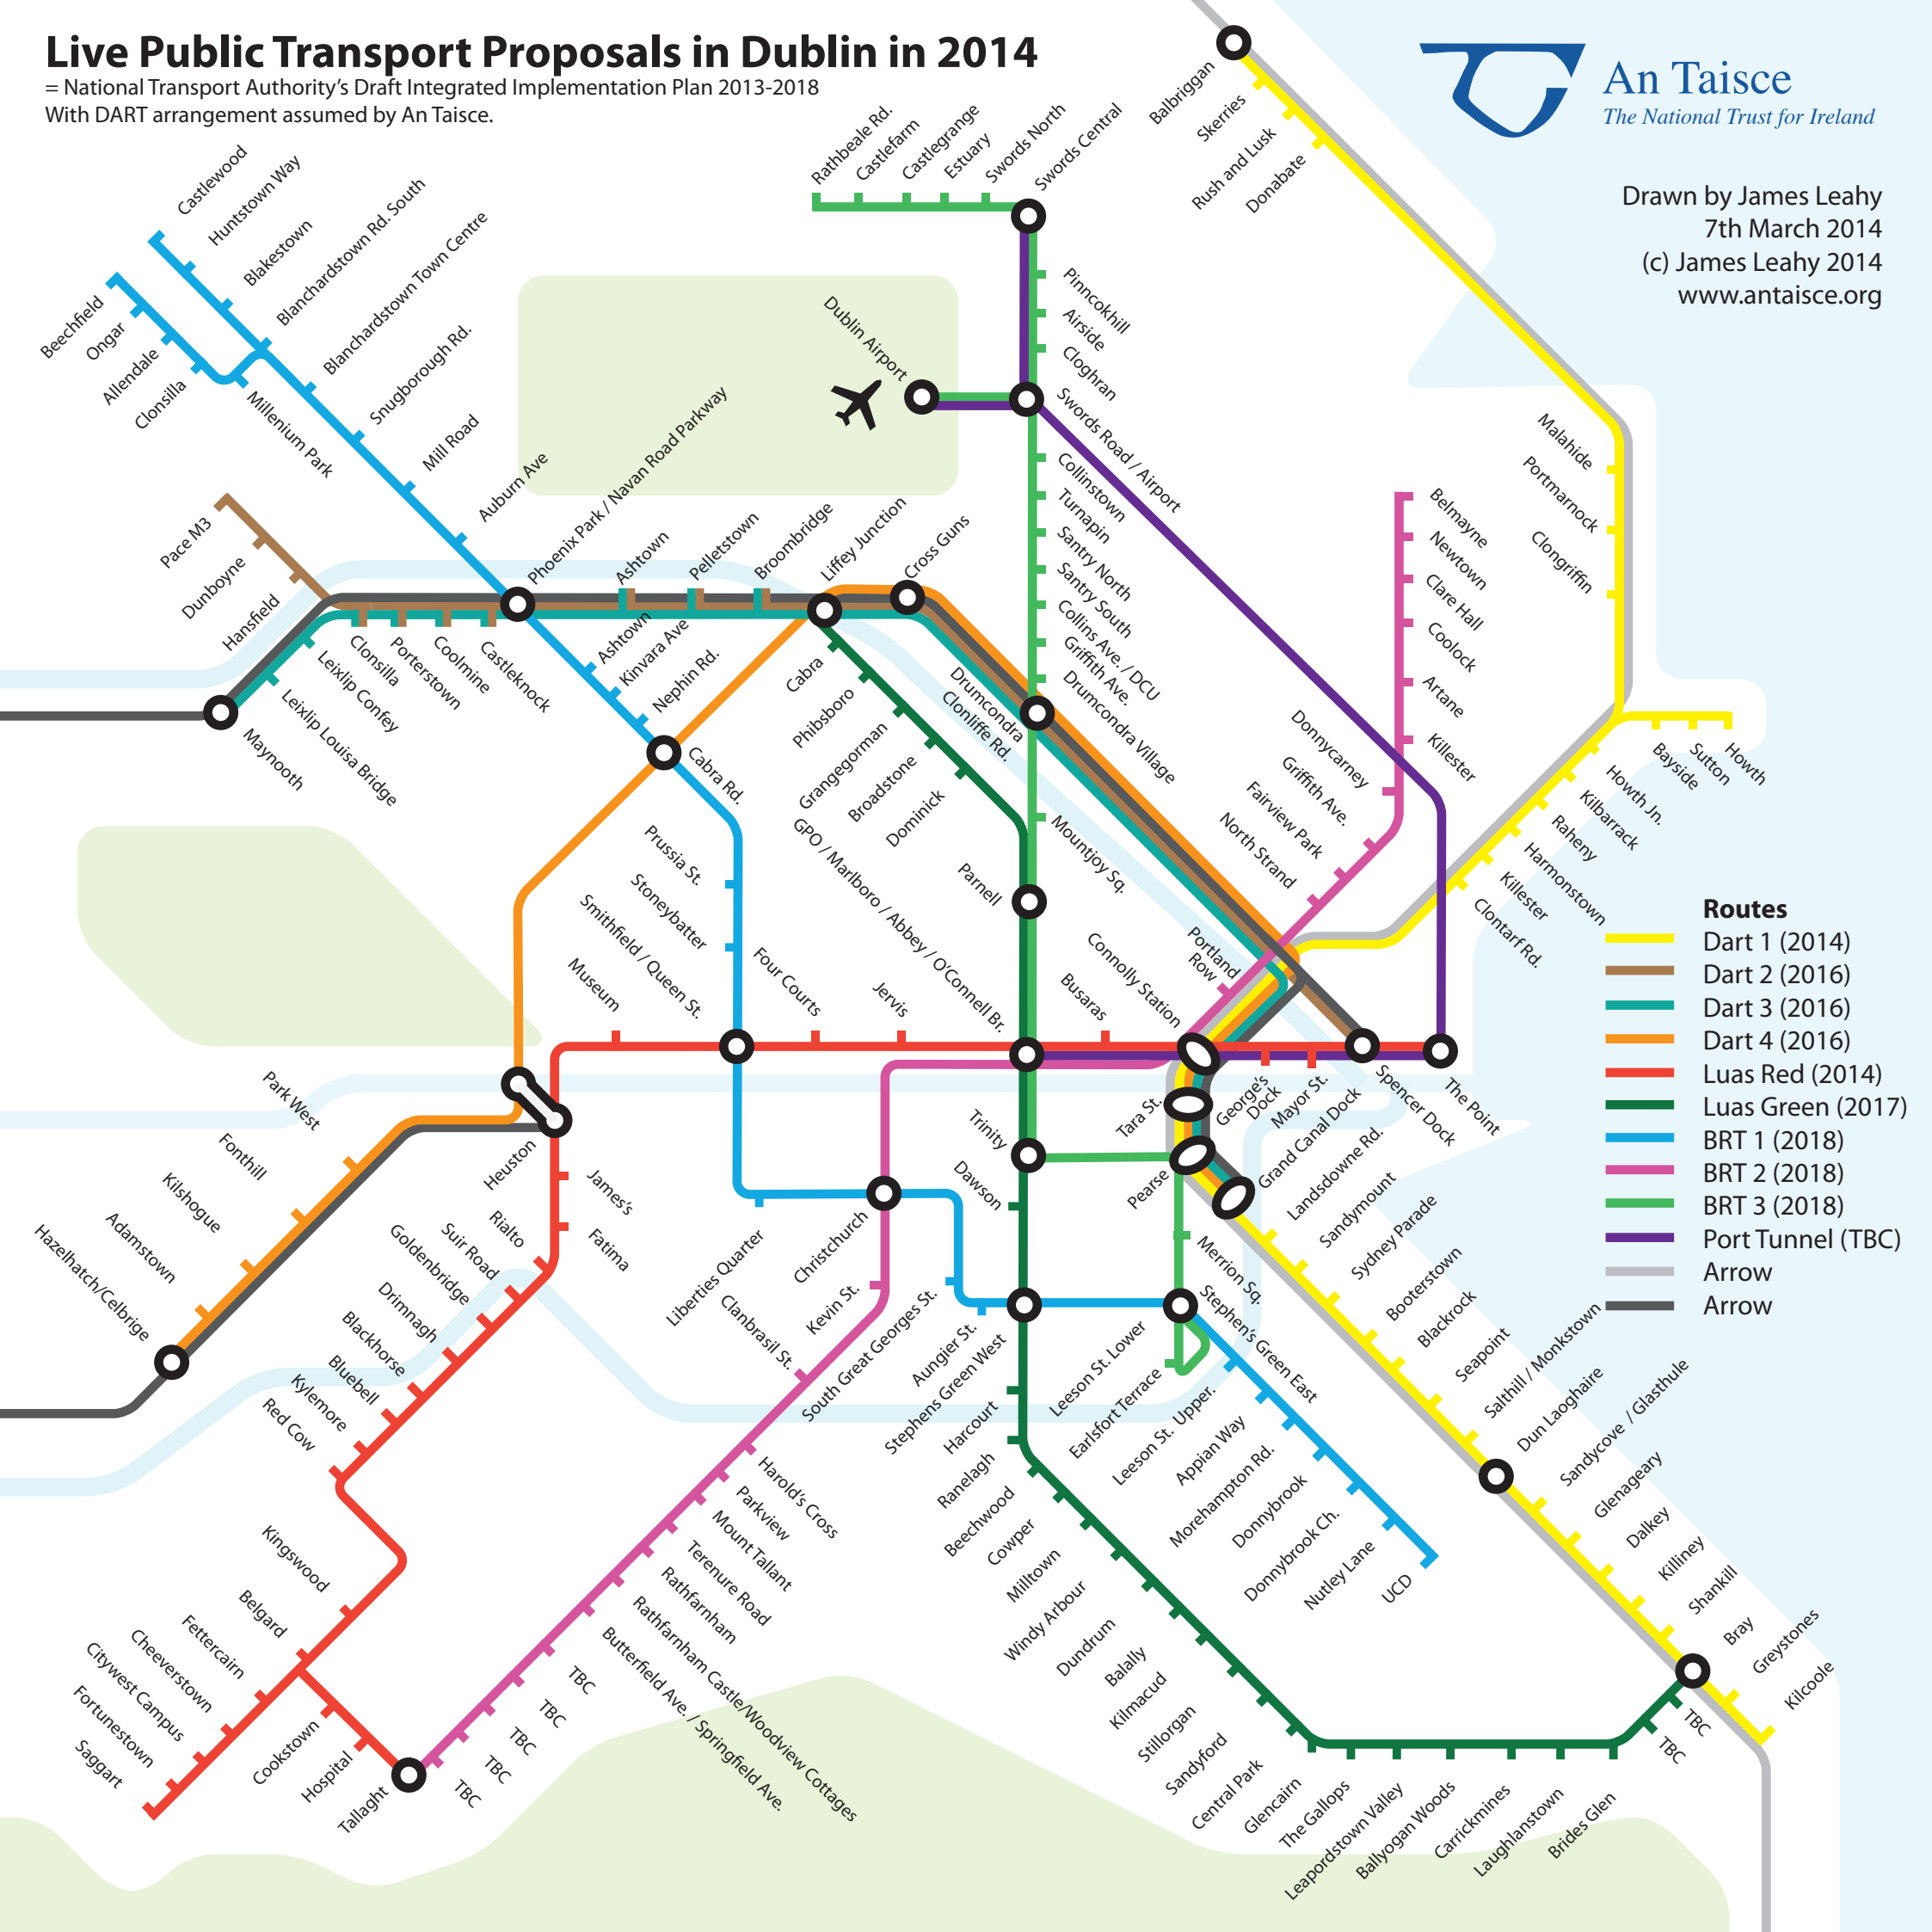 Live Public Transport Proposals in Dublin in 2014
= National Transport Authority's Draft Integrated Implementation Plan 2013-2018
With DART arrangement assumed by An Taisce.
An Taisce
The National Trust for Ireland
Drawn by James Leahy
7th March 2014
(c) James Leahy 2014
www.antaisce.org
Balbriggan
Skerries
Rush and Lusk
Donabate
Malahide
Portmarnock
Clongriffin
Rathbeale Rd.
Castlefarm
Castlegrange
Estuary
Swords North
Swords Central
Pinncokhill
Airside
Cloghran
Swords Road / Airport
Dublin Airport
Collinstown
Turnapin
Santry North
Santy South
Collins Ave. / DCU
Griffith Ave.
Drumcondra Village
Castlewood
Huntstown Way
Blakestown
Blanchardstown Rd. South
Blanchardstown Town Centre
Snugborough Rd.
Mill Road
Auburn Ave
Phoenix Park / Navan Road Parkway
Beechfield
Ongar
Allendale
Clonsilla
Millenium Park
Pace M3
Dunboyne
Hansfield
Clonsilla
Porterstown
Coolmine
Castleknock
Leixlip Confey
Leixlip Louisa Bridge
Maynooth
Ashtown
Pelletstown
Broombridge
Liffey Junction
Cross Guns
Ashtown
Kinvara Ave
Nephin Rd.
Cabra Rd.
Cabra
Phibsboro
Grangegorman
Broadstone
Dominick
Parnell
Drumcondra
Clonliffe Rd.
Mountjoy Sq.
Belmayne
Newtown
Clare Hall
Coolock
Artane
Killester
Donnycarney
Griffith Ave.
Fairview Park
North Strand
Portland
Row
Howth
Sutton
Bayside
Howth Jn.
Kilbarrack
Raheny
Harmonstown
Killester
Clontarf Rd.
Prussia St.
Stoneybatter
Smithfield / Queen St.
Museum
Four Courts
Jervis
GPO / Marlboro / Abbey / O'Connell Br.
Busaras
Connolly Station
George's
Dock
Mayor St.
Spencer Dock
The Point
Tara St.
Pearse
Grand Canal Dock
Landsdowne Rd.
Sandymount
Sydney Parade
Booterstown
Blackrock
Seapoint
Salthill / Monkstown
Dun Laoghaire
Sandycove / Glasthule
Glenageary
Dalkey
Killiney
Shankill
Bray
Greystones
Kilcoole
Routes
Dart 1 (2014)
Dart 2 (2016)
Dart 3 (2016)
Dart 4 (2016)
Luas Red (2014)
Luas Green (2017)
BRT 1 (2018)
BRT 2 (2018)
BRT 3 (2018)
Port Tunnel (TBC)
Arrow
Arrow
Park West
Fonthill
Kilshogue
Adamstown
Hazelhatch/Celbrige
Heuston
James's
Fatima
Rialto
Suir Road
Goldenbridge
Drimnagh
Blackhorse
Bluebell
Kylemore
Red Cow
Kingswood
Belgard
Fettercairn
Cheeverstown
Citywest Campus
Fortunestown
Saggart
Cookstown
Hospital
Tallaght
Trinity
Dawson
Liberties Quarter
Christchurch
Kevin St.
Clanbrasil St.
South Great Georges St.
Aungier St.
Stephens Green West
Merrion Sq.
Stephen's Green East
Leeson St. Lower
Earlsfort Terrace
Leeson St. Upper.
Appian Way
Morehampton Rd.
Donnybrook
Donnybrook Ch.
Nutley Lane
UCD
Harold's Cross
Parkview
Mount Tallant
Terenure Road
Rathfarnham
Rathfarnham Castle/Woodview Cottages
Butterfield Ave. / Springfield Ave.
TBC
TBC
TBC
TBC
TBC
Harcourt
Ranelagh
Beechwood
Cowper
Milltown
Windy Arbour
Dundrum
Balally
Kilmacud
Stillorgan
Sandyford
Central Park
Glencairn
The Gallops
Leapordstown Valley
Ballyogan Woods
Carrickmines
Laughlanstown
Brides Glen
TBC
TBC